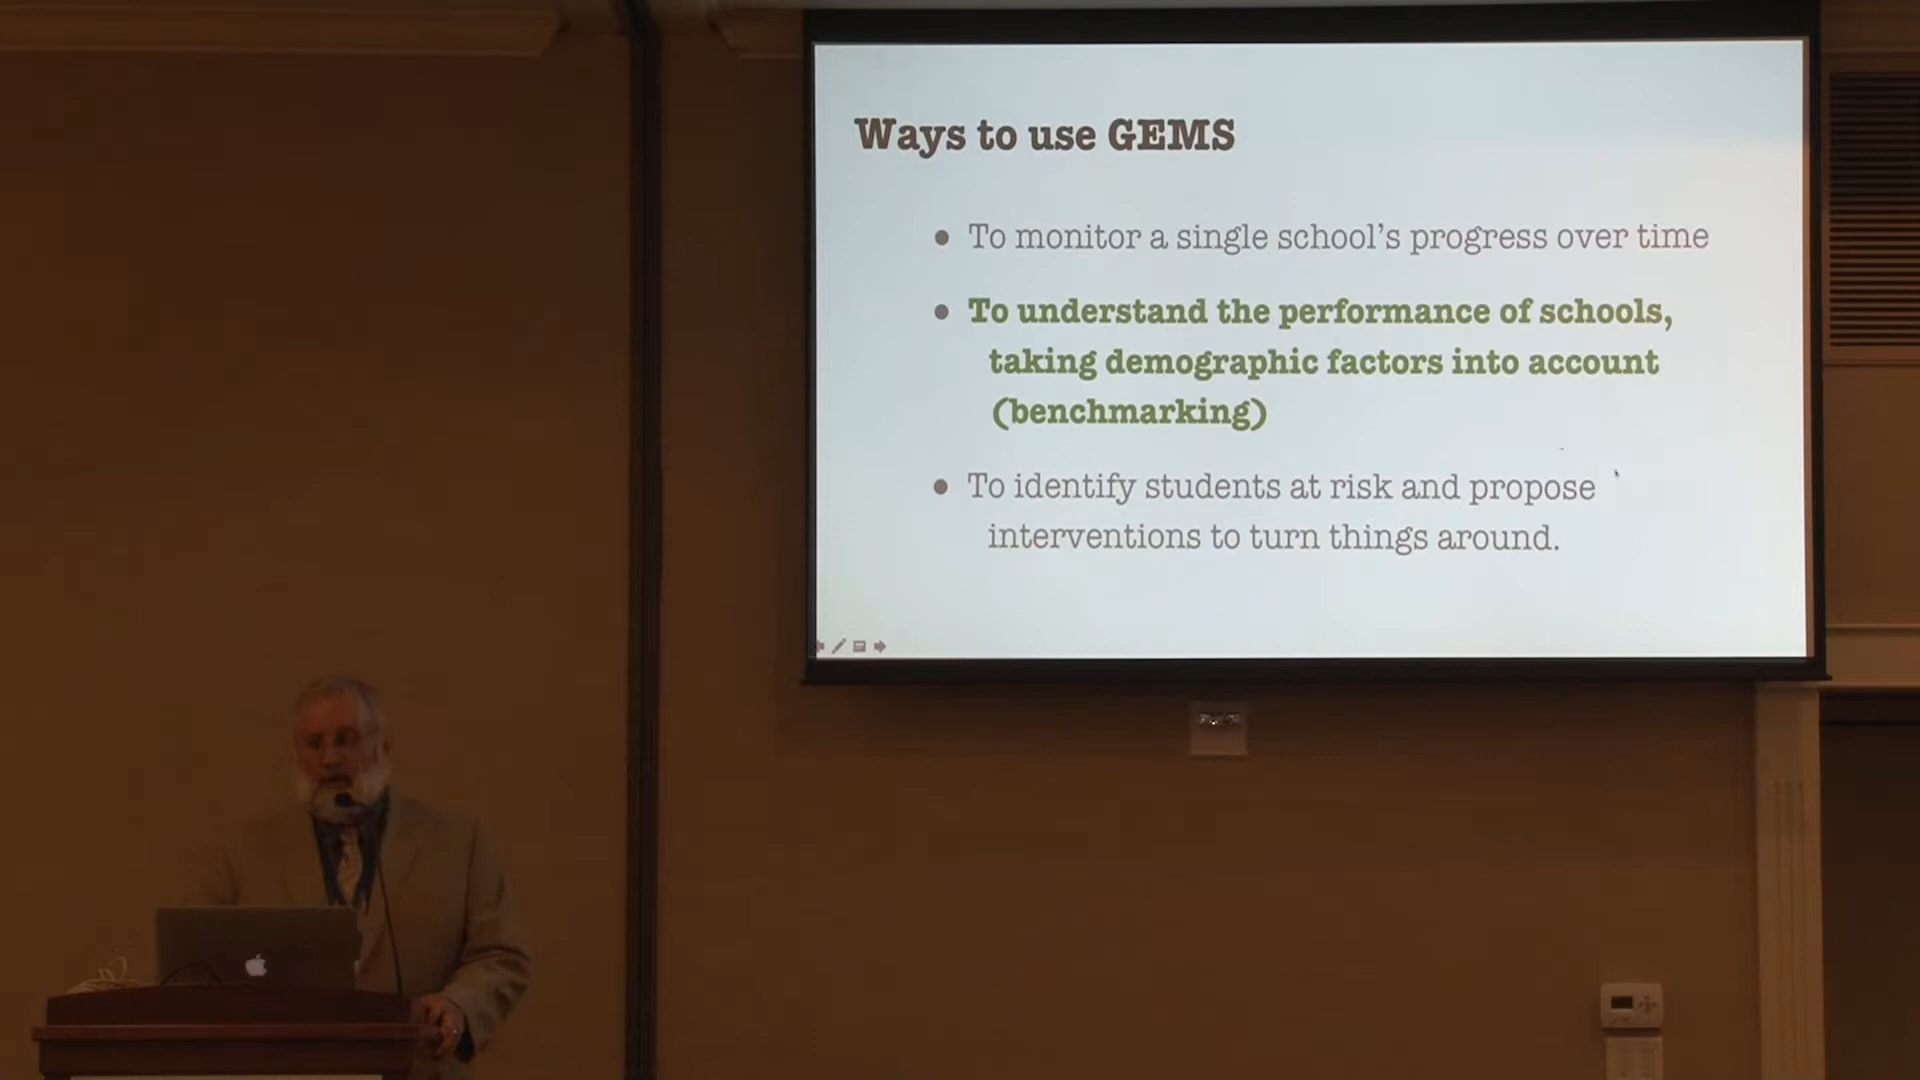 Ways to use GEMS
• To monitor a single school's progress over time
• To understand the performance of schools,
taking demographic factors into account
(benchmarking)
• To identify students at risk and propose
interventions to turn things around.